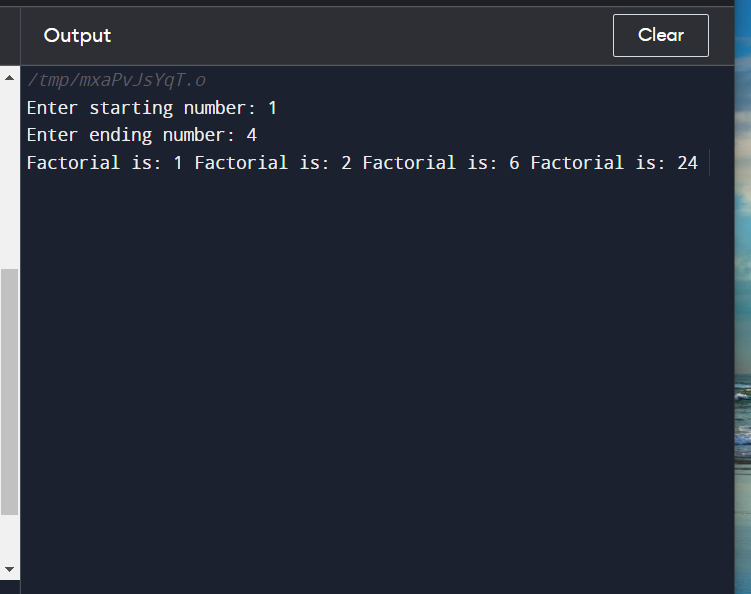 Output
Clear
/tmp/mxaPvJsYqT.o
Enter starting number: 1
Enter ending number: 4
Factorial is: 1 Factorial is: 2 Factorial is: 6 Factorial is: 24